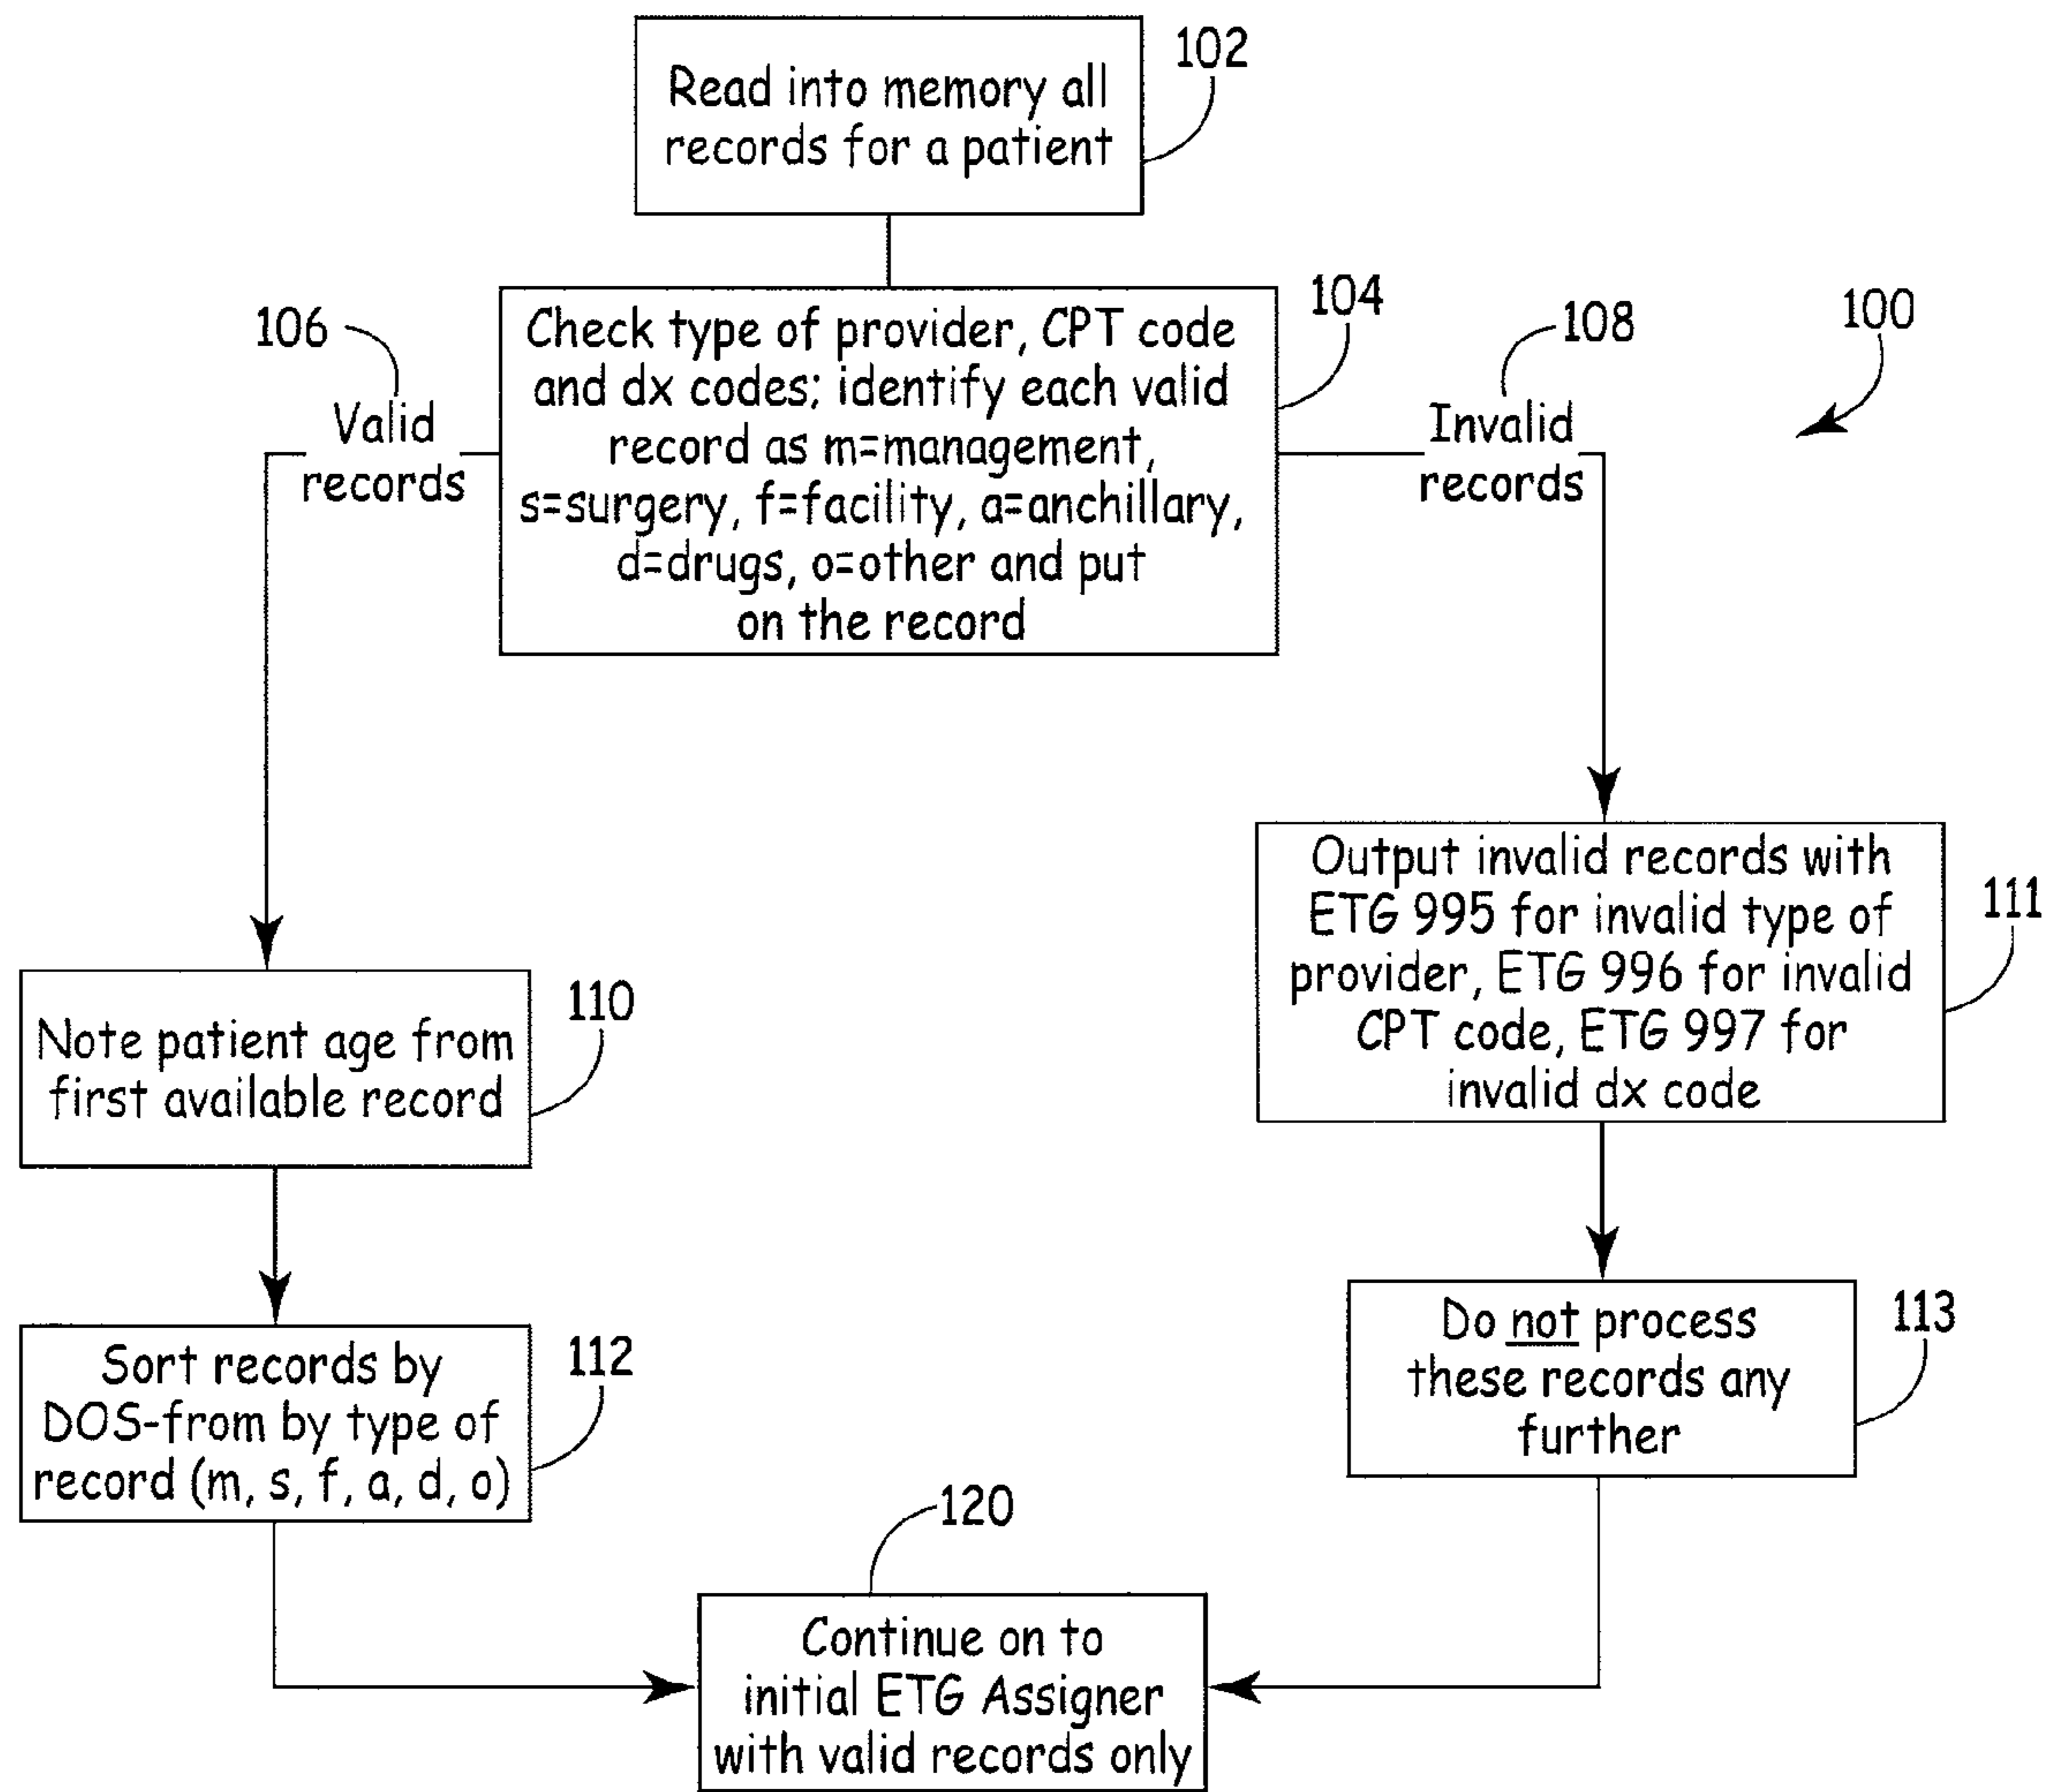 Read into memory all
records for a patient
102
Check type of provider, CPT code
and dx codes; identify each valid
record as m=management,
s=surgery, f=facility, a=anchillary,
d=drugs, o=other and put
on the record
104
106
Valid
records
108
Invalid
records
100
Output invalid records with
ETG 995 for invalid type of
provider, ETG 996 for invalid
CPT code, ETG 997 for
invalid dx code
111
Note patient age from
first available record
110
Do not process
these records any
further
113
Sort records by
DOS-from by type of
record (m, s, f, a, d, o)
112
120
Continue on to
initial ETG Assigner
with valid records only